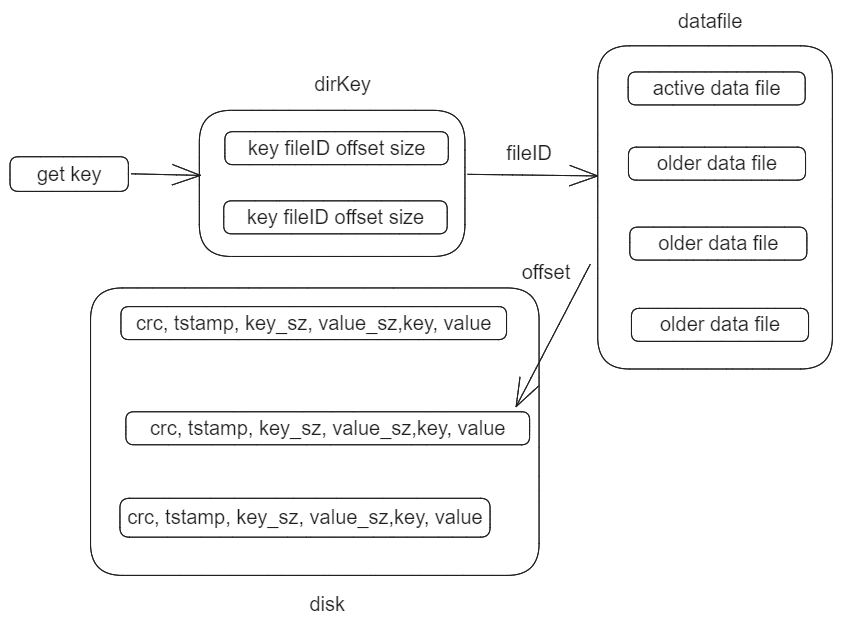 datafile
dirKey
active data file
key fileID offset size
fileID
get key
older data file
key fileID offset size
older data file
offset
crc, tstamp, key_sz, value_sz,key, value
older data file
crc, tstamp, key_sz, value_sz,key, value
crc, tstamp, key_sz, value_sz,key, value
disk